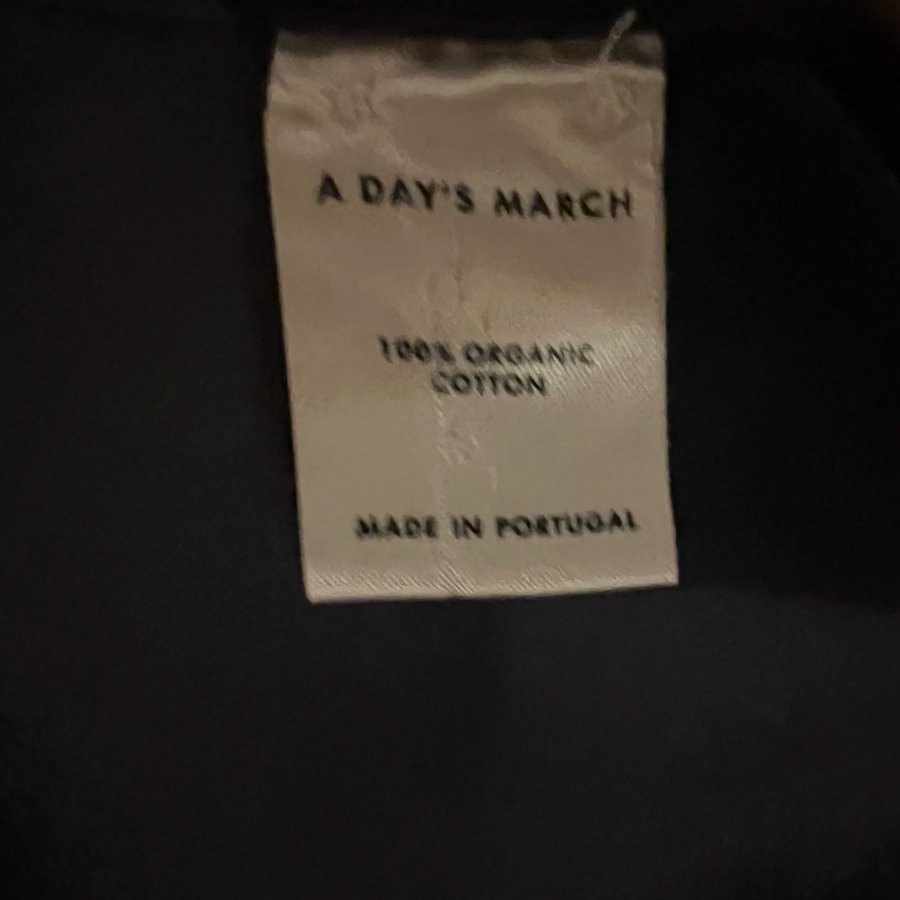 A DAY'S MARCH
100% ORGANIC
COTTON
MADE IN PORTUGAL